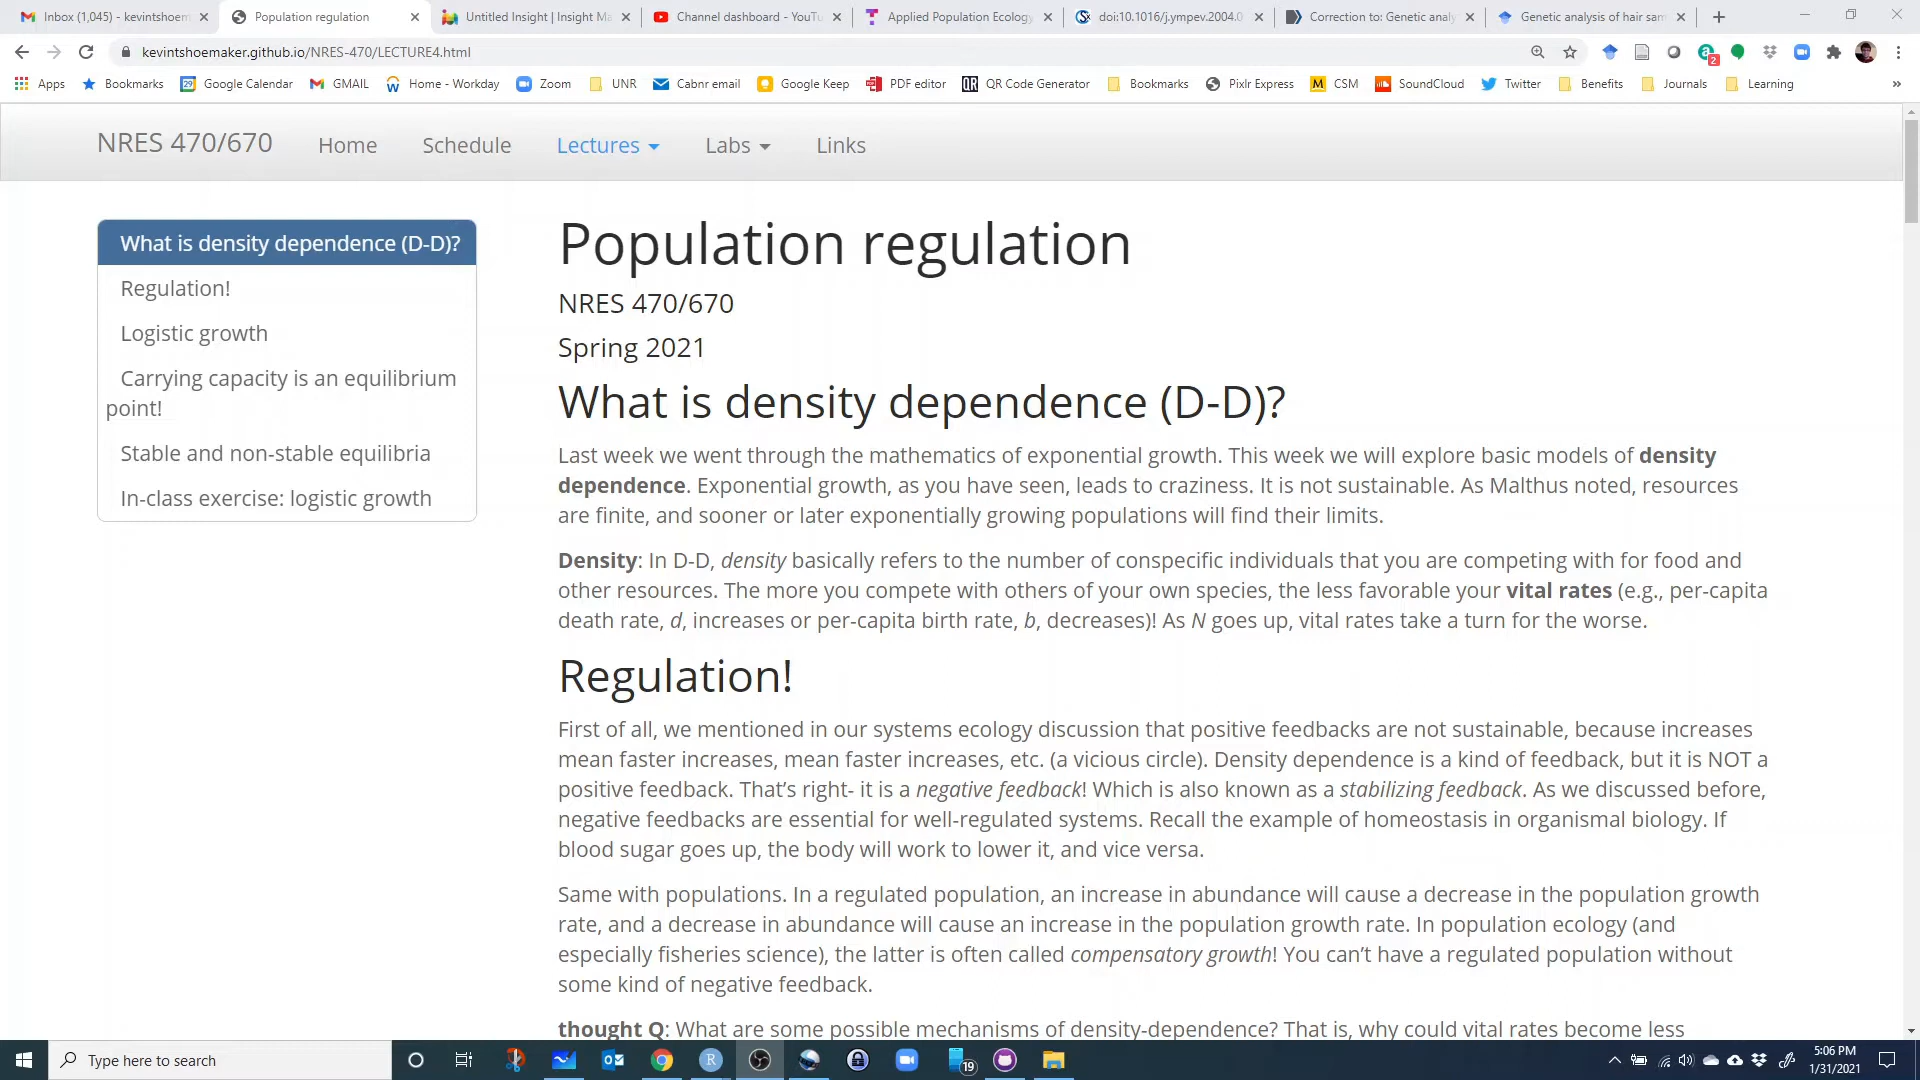 Inbox (1,045) - kevintshoem
Population regulation
Untitled Insight | Insight Ma
Channel dashboard - YouTu
Applied Population Ecology
doi:10.1016/j.ympev.2004.0
Correction to: Genetic analy
Genetic analysis of hair sam
kevintshoemaker.github.io/NRES-470/LECTURE4.html
2
Apps
Bookmarks
29
Google Calendar
GMAIL
Home - Workday
Zoom
UNR
Cabnr email
Google Keep
PDF editor
QR
QR Code Generator
Bookmarks
Pixlr Express
M
CSM
SoundCloud
Twitter
Benefits
Journals
Learning
»
NRES 470/670
Home
Schedule
Lectures
Labs
Links
What is density dependence (D-D)?
Regulation!
Logistic growth
Carrying capacity is an equilibrium
point!
Stable and non-stable equilibria
In-class exercise: logistic growth
Population regulation
NRES 470/670
Spring 2021
What is density dependence (D-D)?
Last week we went through the mathematics of exponential growth. This week we will explore basic models of density
dependence. Exponential growth, as you have seen, leads to craziness. It is not sustainable. As Malthus noted, resources
are finite, and sooner or later exponentially growing populations will find their limits.
Density: In D-D, density basically refers to the number of conspecific individuals that you are competing with for food and
other resources. The more you compete with others of your own species, the less favorable your vital rates (e.g., per-capita
death rate, d, increases or per-capita birth rate, b, decreases)! As N goes up, vital rates take a turn for the worse.
Regulation!
First of all, we mentioned in our systems ecology discussion that positive feedbacks are not sustainable, because increases
mean faster increases, mean faster increases, etc. (a vicious circle). Density dependence is a kind of feedback, but it is NOT a
positive feedback. That's right- it is a negative feedback! Which is also known as a stabilizing feedback. As we discussed before,
negative feedbacks are essential for well-regulated systems. Recall the example of homeostasis in organismal biology. If
blood sugar goes up, the body will work to lower it, and vice versa.
Same with populations. In a regulated population, an increase in abundance will cause a decrease in the population growth
rate, and a decrease in abundance will cause an increase in the population growth rate. In population ecology (and
especially fisheries science), the latter is often called compensatory growth! You can't have a regulated population without
some kind of negative feedback.
thought Q: What are some possible mechanisms of density-dependence? That is, why could vital rates become less
Type here to search
R
19
5:06 PM
1/31/2021